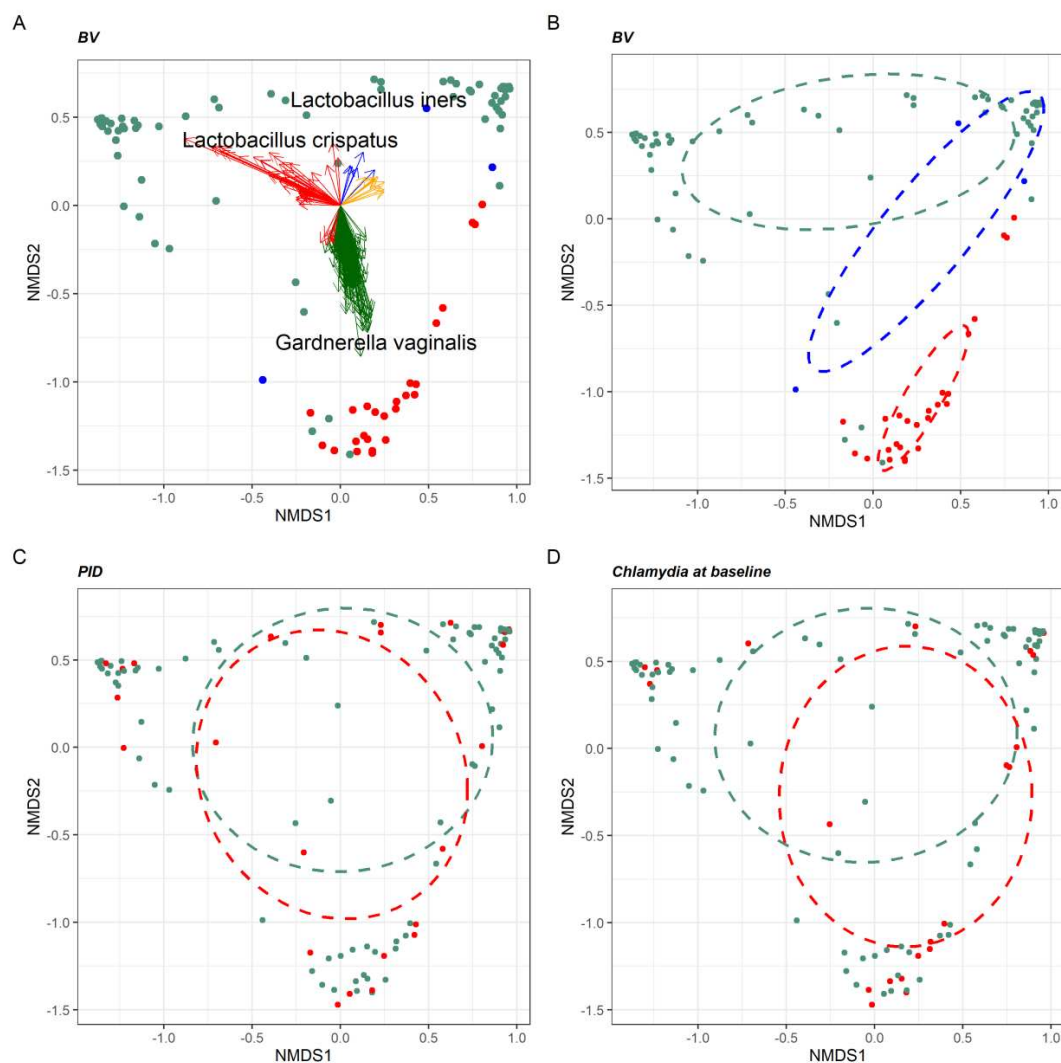 A
BV
0.5
0.0
-0.5
-1.0
-1.5
NMDS2
Lactobacillus iners
Lactobacillus crispatus
Gardnerella vaginalis
-1.0 -0.5 0.0 0.5 1.0
NMDS1
B
BV
0.5
0.0
-0.5
-1.0
-1.5
NMDS2
-1.0 -0.5 0.0 0.5 1.0
NMDS1
C
PID
0.5
0.0
-0.5
-1.0
-1.5
NMDS2
-1.0 -0.5 0.0 0.5 1.0
NMDS1
D
Chlamydia at baseline
0.5
0.0
-0.5
-1.0
-1.5
NMDS2
-1.0 -0.5 0.0 0.5 1.0
NMDS1